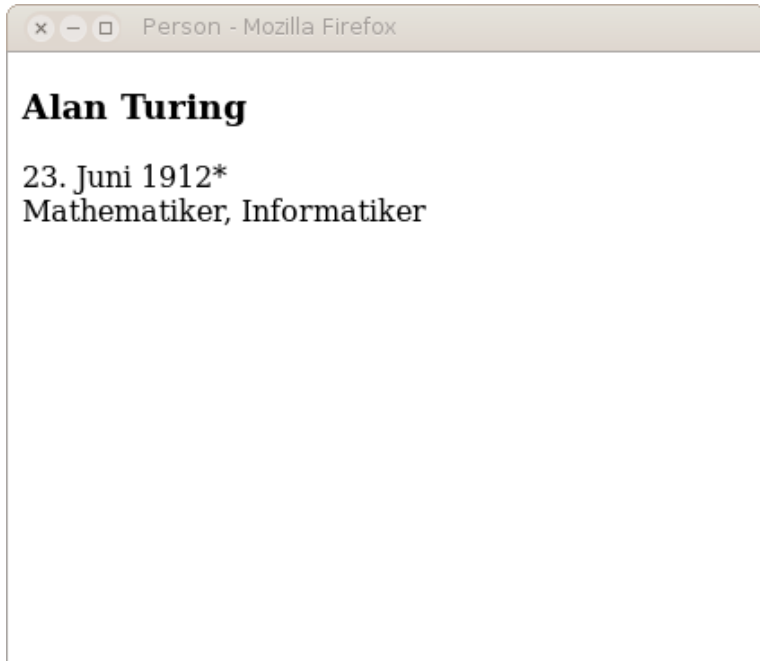 Person - Mozilla Firefox
Alan Turing
23. Juni 1912*
Mathematiker, Informatiker